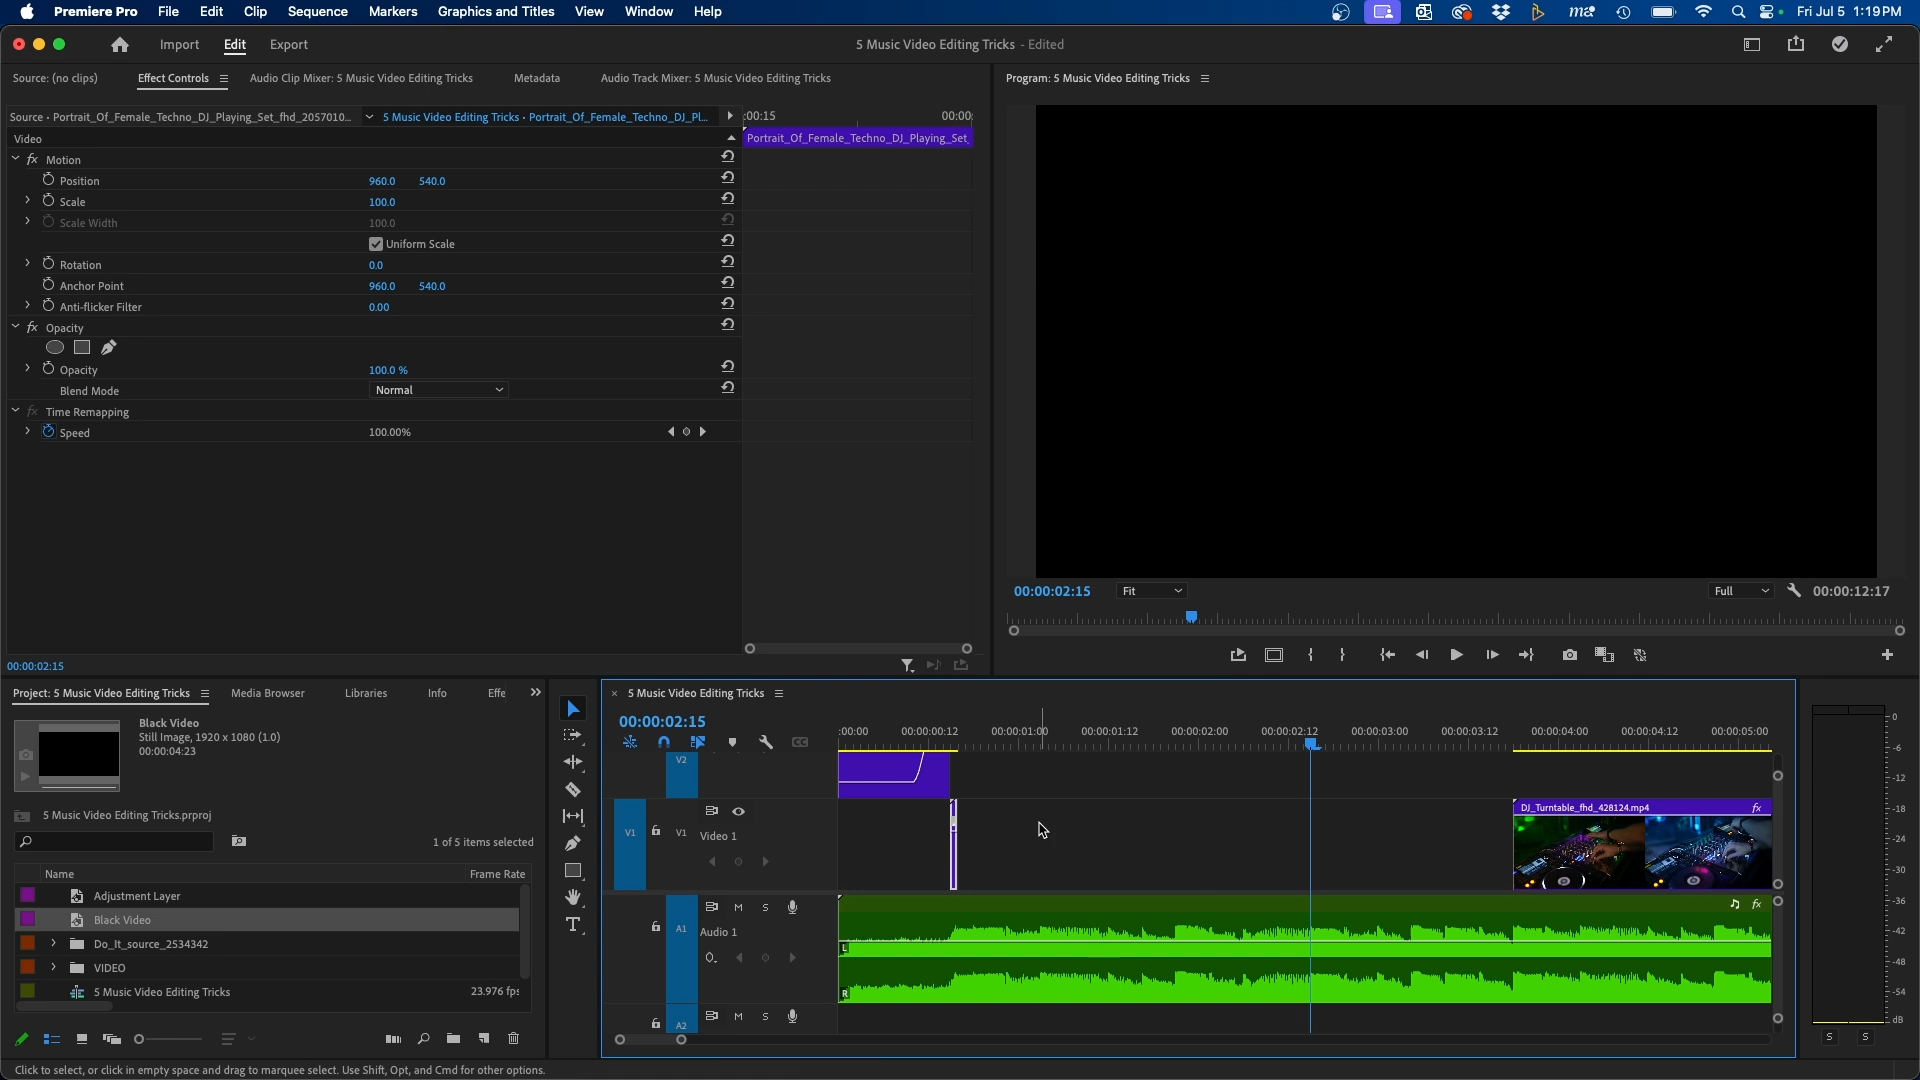 Premiere Pro File Edit Clip Sequence Markers Graphics and Titles View Window Help Fri Jul 5 1:19 PM
Import Edit Export 5 Music Video Editing Tricks - Edited
Source: (no clips) Effect Controls Audio Clip Mixer: 5 Music Video Editing Tricks Metadata Audio Track Mixer: 5 Music Video Editing Tricks Program: 5 Music Video Editing Tricks
Source • Portrait_Of_Female_Techno_DJ_Playing_Set_fhd_2057010... 5 Music Video Editing Tricks • Portrait_Of_Female_Techno_DJ_Pl... :00:15 00:00:
Video Portrait_Of_Female_Techno_DJ_Playing_Set_
fx Motion
Position 960.0 540.0
Scale 100.0
Scale Width 100.0
Uniform Scale
Rotation 0.0
Anchor Point 960.0 540.0
Anti-flicker Filter 0.00
fx Opacity
Opacity 100.0 %
Blend Mode Normal
fx Time Remapping
Speed 100.00%
00:00:02:15 Fit Full 00:00:12:17
00:00:02:15
Project: 5 Music Video Editing Tricks Media Browser Libraries Info Effe
Black Video
Still Image, 1920 x 1080 (1.0)
00:00:04:23
5 Music Video Editing Tricks.prproj
1 of 5 items selected
Name Frame Rate
Adjustment Layer
Black Video
Do_It_source_2534342
VIDEO
5 Music Video Editing Tricks 23.976 fps
× 5 Music Video Editing Tricks
00:00:02:15
:00:00 00:00:00:12 00:00:01:00 00:00:01:12 00:00:02:00 00:00:02:12 00:00:03:00 00:00:03:12 00:00:04:00 00:00:04:12 00:00:05:00
V2
V1 V1 Video 1
DJ_Turntable_fhd_428124.mp4 fx
A1 M S
Audio 1
fx
L
R
A2 M S
0
-6
-12
-18
-24
-30
-36
-42
-48
-54
dB
S S
Click to select, or click in empty space and drag to marquee select. Use Shift, Opt, and Cmd for other options.